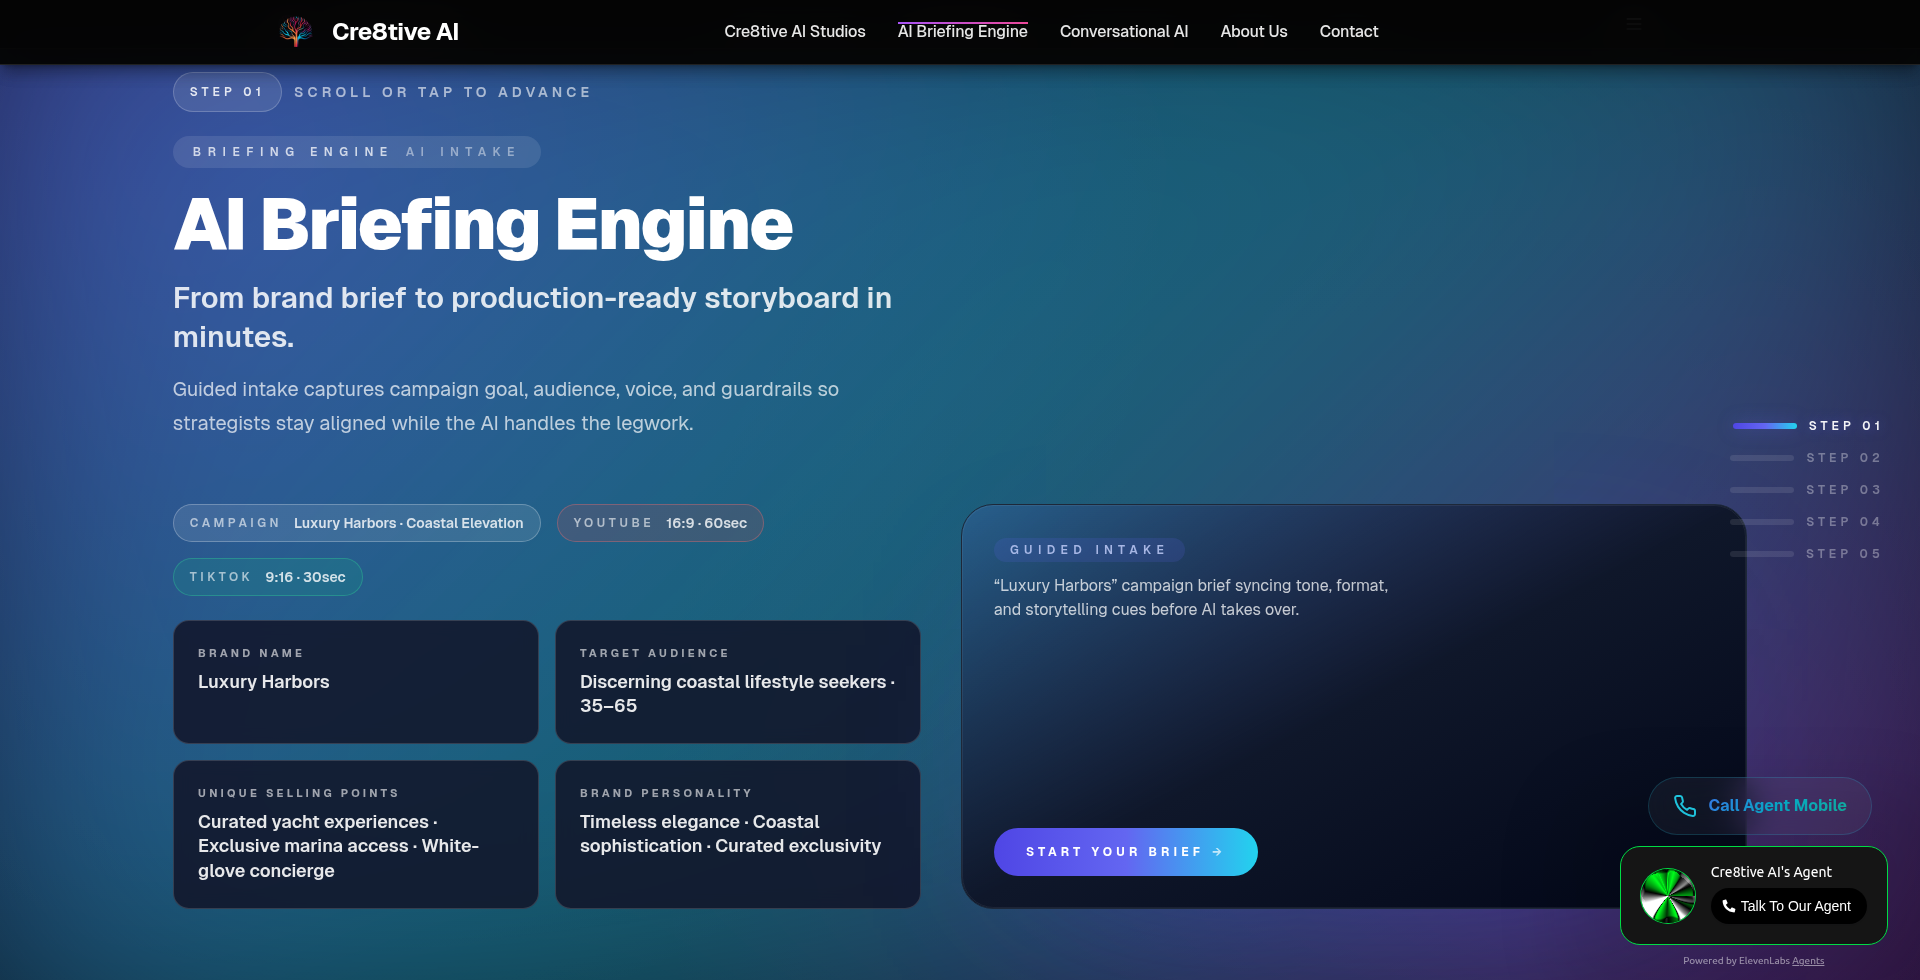 Cre8tive AI
Cre8tive AI Studios
AI Briefing Engine
Conversational AI
About Us
Contact
STEP 01
SCROLL OR TAP TO ADVANCE
BRIEFING ENGINE AI INTAKE
AI Briefing Engine
From brand brief to production-ready storyboard in
minutes.
Guided intake captures campaign goal, audience, voice, and guardrails so
strategists stay aligned while the AI handles the legwork.
CAMPAIGN Luxury Harbors · Coastal Elevation
YOUTUBE 16:9 · 60sec
TIKTOK 9:16 · 30sec
BRAND NAME
Luxury Harbors
TARGET AUDIENCE
Discerning coastal lifestyle seekers ·
35–65
UNIQUE SELLING POINTS
Curated yacht experiences ·
Exclusive marina access · White-
glove concierge
BRAND PERSONALITY
Timeless elegance · Coastal
sophistication · Curated exclusivity
GUIDED INTAKE
“Luxury Harbors” campaign brief syncing tone, format,
and storytelling cues before AI takes over.
START YOUR BRIEF →
STEP 01
STEP 02
STEP 03
STEP 04
STEP 05
Call Agent Mobile
Cre8tive AI's Agent
Talk To Our Agent
Powered by ElevenLabs Agents